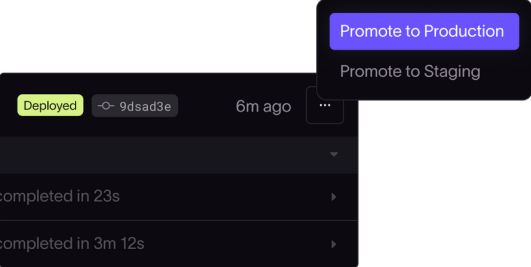 Promote to Production
Promote to Staging
Deployed 9dsad3e 6m ago ...
completed in 23s
completed in 3m 12s